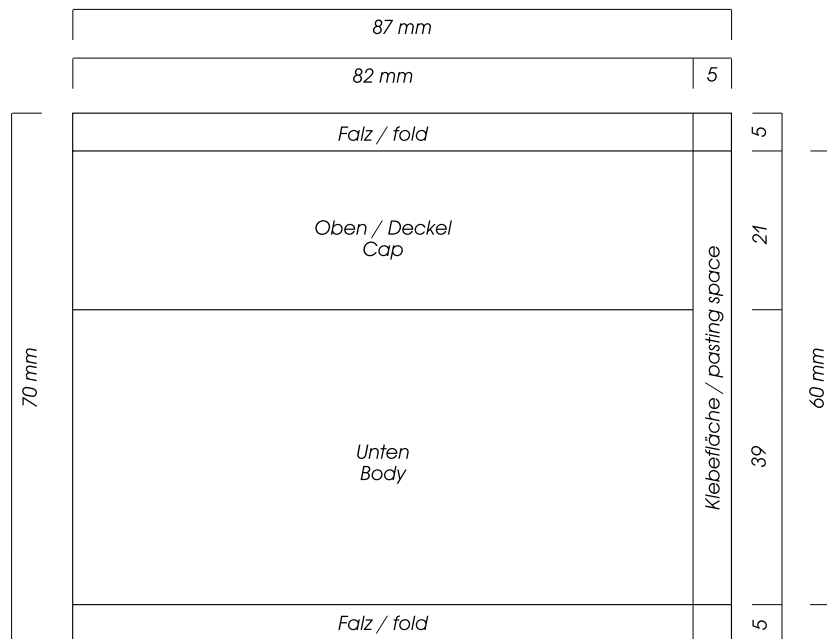 87 mm
82 mm
5
Falz / fold
5
Oben / Deckel
Cap
21
Klebefläche / pasting space
70 mm
60 mm
Unten
Body
39
Falz / fold
5